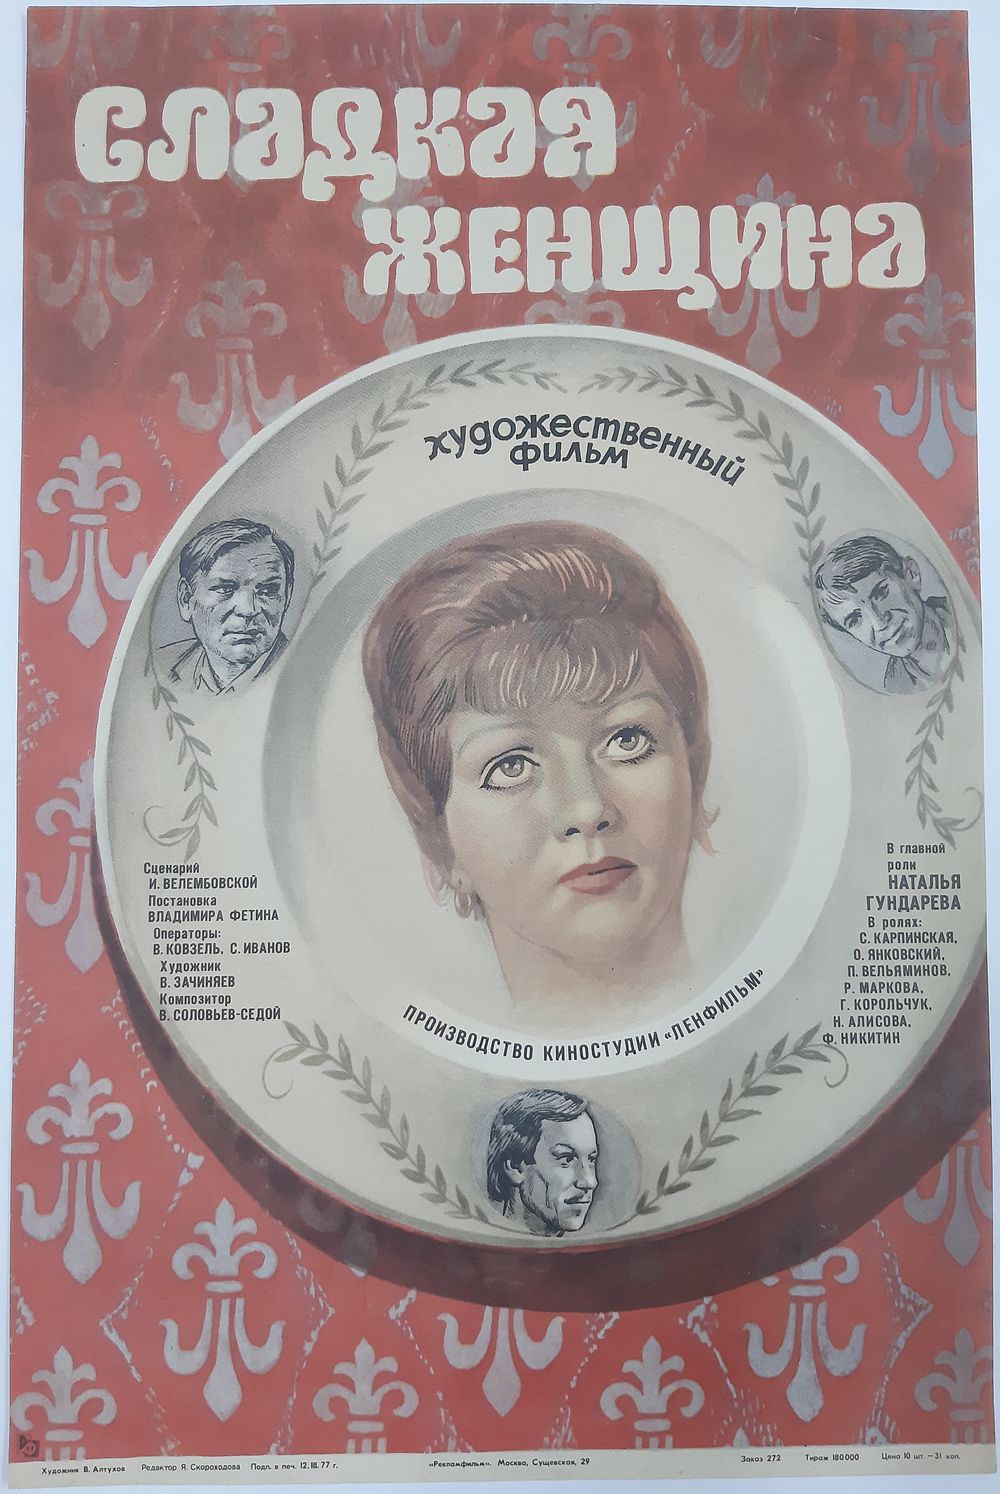 СЛАДКАЯ
ЖЕНЩИНА
художественный
фильм
Сценарий
И. ВЕЛЕМБОВСКОЙ
Постановка
ВЛАДИМИРА ФЕТИНА
Операторы:
В. КОВЗЕЛЬ, С. ИВАНОВ
Художник
В. ЗАЧИНЯЕВ
Композитор
В. СОЛОВЬЕВ-СЕДОЙ
В главной
роли
НАТАЛЬЯ
ГУНДАРЕВА
В ролях:
С. КАРПИНСКАЯ,
О. ЯНКОВСКИЙ,
П. ВЕЛЬЯМИНОВ,
Р. МАРКОВА,
Г. КОРОЛЬЧУК,
Н. АЛИСОВА,
Ф. НИКИТИН
ПРОИЗВОДСТВО КИНОСТУДИИ «ЛЕНФИЛЬМ»
Художник В. Алтухов Редактор Я. Скороходова Подп. в печ. 12. III. 77 г. «Рекламфильм». Москва, Сущевская, 29 Заказ 272 Тираж 180000 Цена 10 шт. — 31 коп.